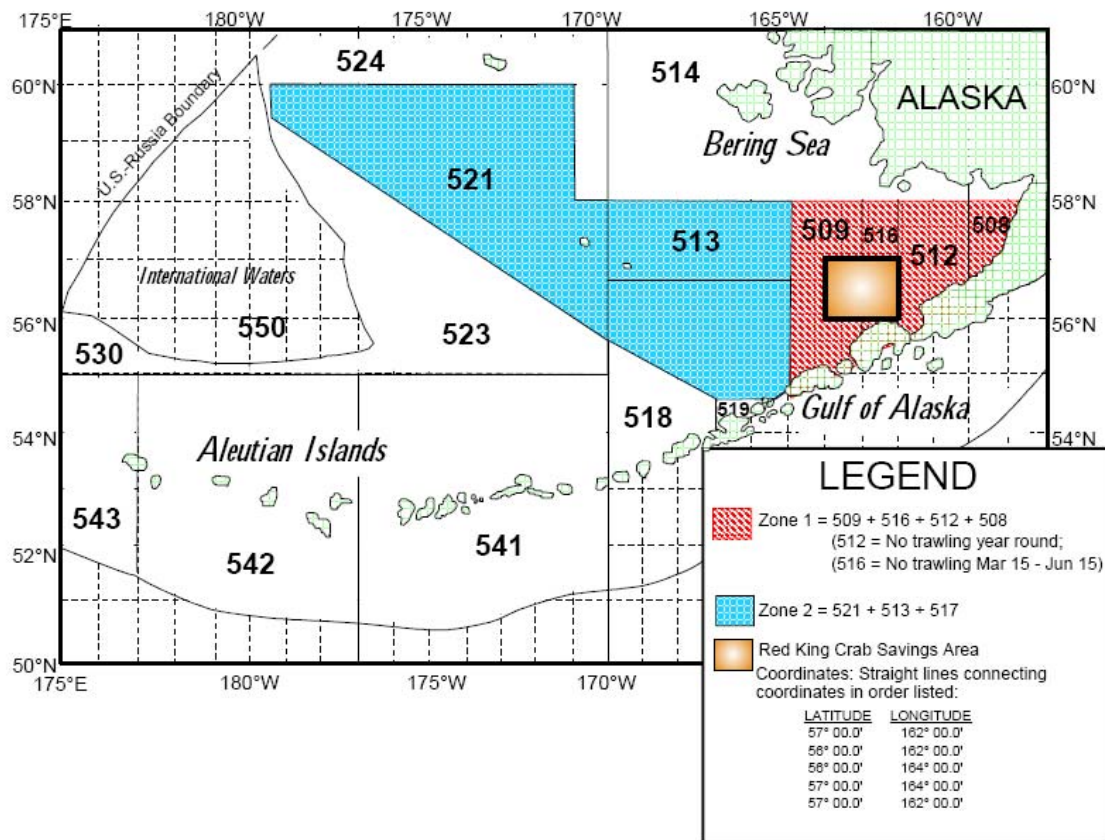 175°E 180°W 175°W 170°W 165°W 160°W
60°N
58°N
56°N
54°N
52°N
50°N
60°N
58°N
56°N
54°N
524
514
ALASKA
U.S.-Russia Boundary
Bering Sea
521
513
509
516
508
512
International Waters
550
523
530
518
519
Gulf of Alaska
Aleutian Islands
543
542
541
175°E 180°W 175°W 170°W
LEGEND
Zone 1 = 509 + 516 + 512 + 508
(512 = No trawling year round;
(516 = No trawling Mar 15 - Jun 15)
Zone 2 = 521 + 513 + 517
Red King Crab Savings Area
Coordinates: Straight lines connecting
coordinates in order listed:
LATITUDE LONGITUDE
57° 00.0' 162° 00.0'
56° 00.0' 162° 00.0'
56° 00.0' 164° 00.0'
57° 00.0' 164° 00.0'
57° 00.0' 162° 00.0'